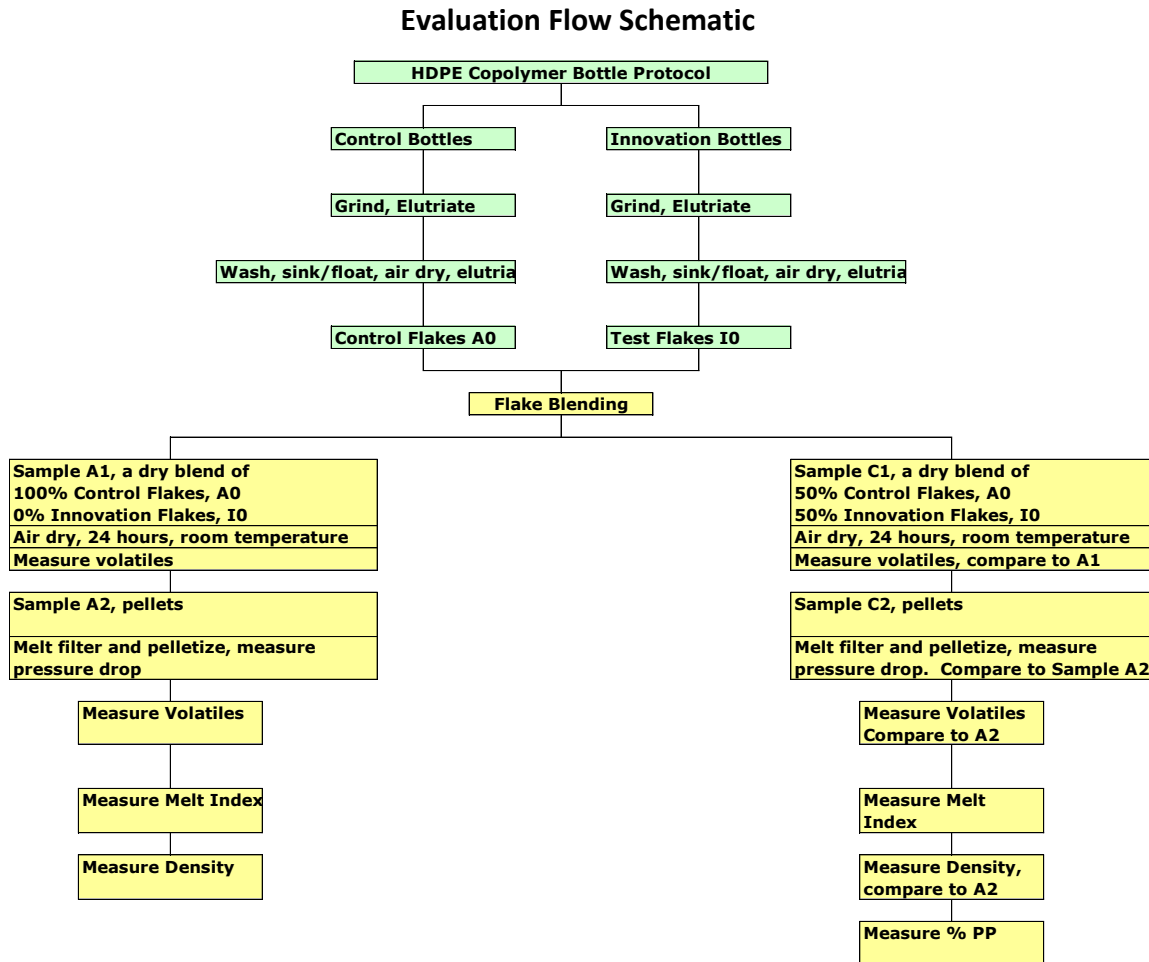 Evaluation Flow Schematic
HDPE Copolymer Bottle Protocol
Control Bottles
Innovation Bottles
Grind, Elutriate
Grind, Elutriate
Wash, sink/float, air dry, elutria
Wash, sink/float, air dry, elutria
Control Flakes A0
Test Flakes I0
Flake Blending
Sample A1, a dry blend of
100% Control Flakes, A0
0% Innovation Flakes, I0
Air dry, 24 hours, room temperature
Measure volatiles
Sample C1, a dry blend of
50% Control Flakes, A0
50% Innovation Flakes, I0
Air dry, 24 hours, room temperature
Measure volatiles, compare to A1
Sample A2, pellets
Melt filter and pelletize, measure
pressure drop
Sample C2, pellets
Melt filter and pelletize, measure
pressure drop.  Compare to Sample A2
Measure Volatiles
Measure Volatiles
Compare to A2
Measure Melt Index
Measure Melt
Index
Measure Density
Measure Density,
compare to A2
Measure % PP